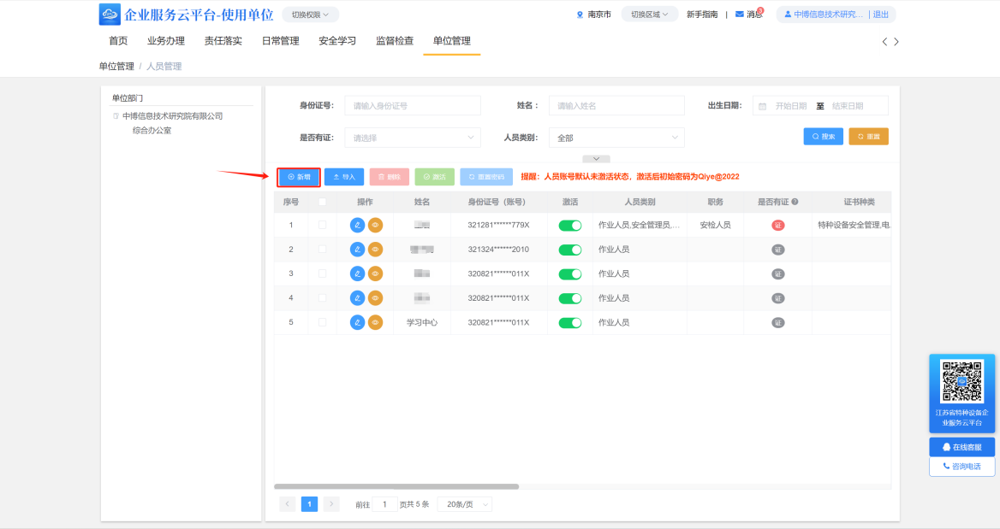 企业服务云平台-使用单位 切换权限 南京市 切换区域 新手指南 | 消息 3 中博信息技术研究... | 退出
首页 业务办理 责任落实 日常管理 安全学习 监督检查 单位管理
单位管理 / 人员管理
单位部门
中博信息技术研究院有限公司
综合办公室
身份证号: 请输入身份证号 姓名: 请输入姓名 出生日期: 开始日期 至 结束日期
是否有证: 请选择 人员类别: 全部 搜索 重置
新增 导入 删除 激活 重置密码 提醒：人员账号默认未激活状态，激活后初始密码为Qiye@2022
序号 操作 姓名 身份证号（账号） 激活 人员类别 职务 是否有证 证书种类
1 321281******779X 作业人员,安全管理员,... 安检人员 证 特种设备安全管理,电
2 321324******2010 作业人员 证
3 320821******011X 作业人员 证
4 320821******011X 作业人员 证
5 学习中心 320821******011X 作业人员 证
1 前往 1 页共 5 条 20条/页
江苏省特种设备企
业服务云平台
在线客服
咨询电话